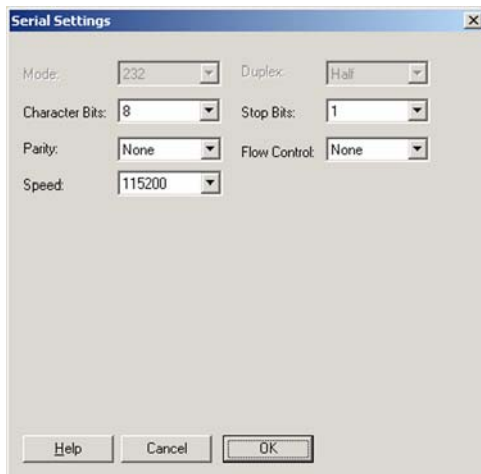 Serial Settings
Mode: 232 Duplex: Half
Character Bits: 8 Stop Bits: 1
Parity: None Flow Control: None
Speed: 115200
Help Cancel OK